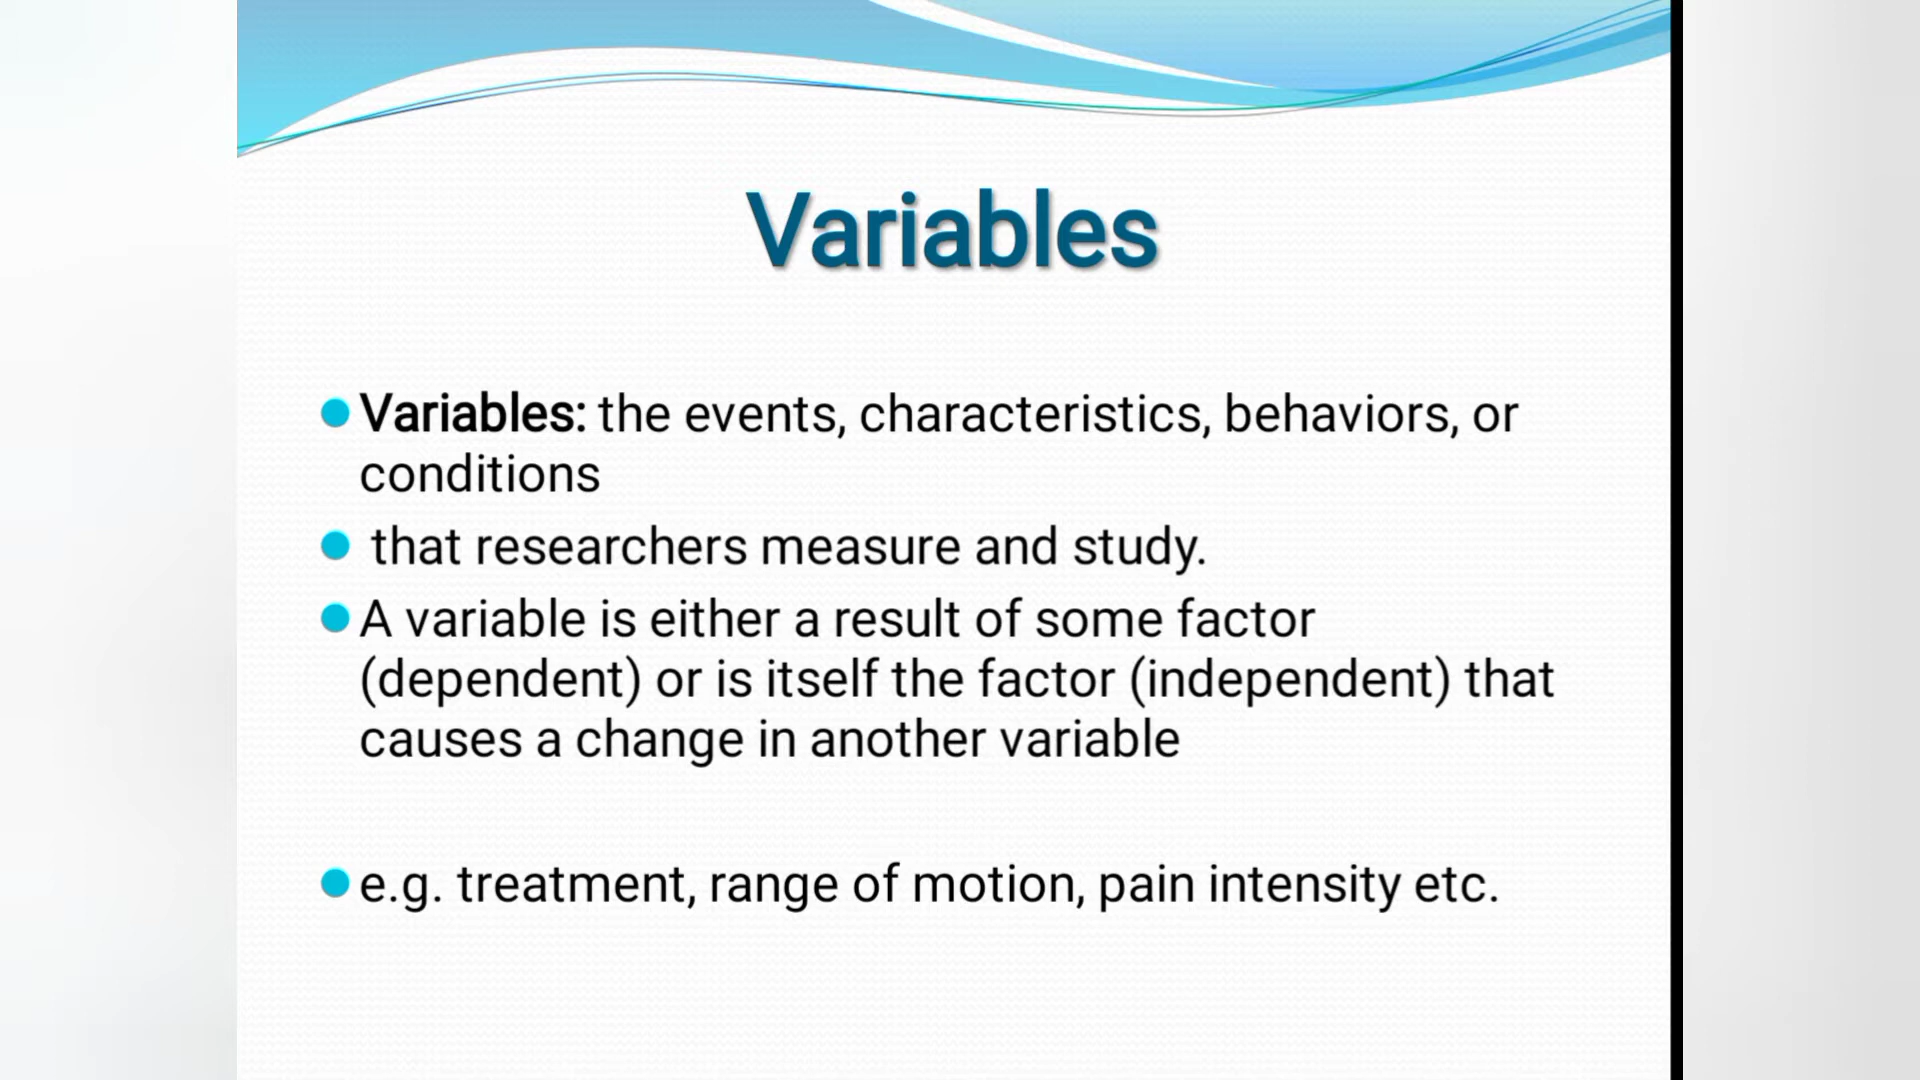 Variables
Variables: the events, characteristics, behaviors, or
conditions
that researchers measure and study.
A variable is either a result of some factor
(dependent) or is itself the factor (independent) that
causes a change in another variable
e.g. treatment, range of motion, pain intensity etc.